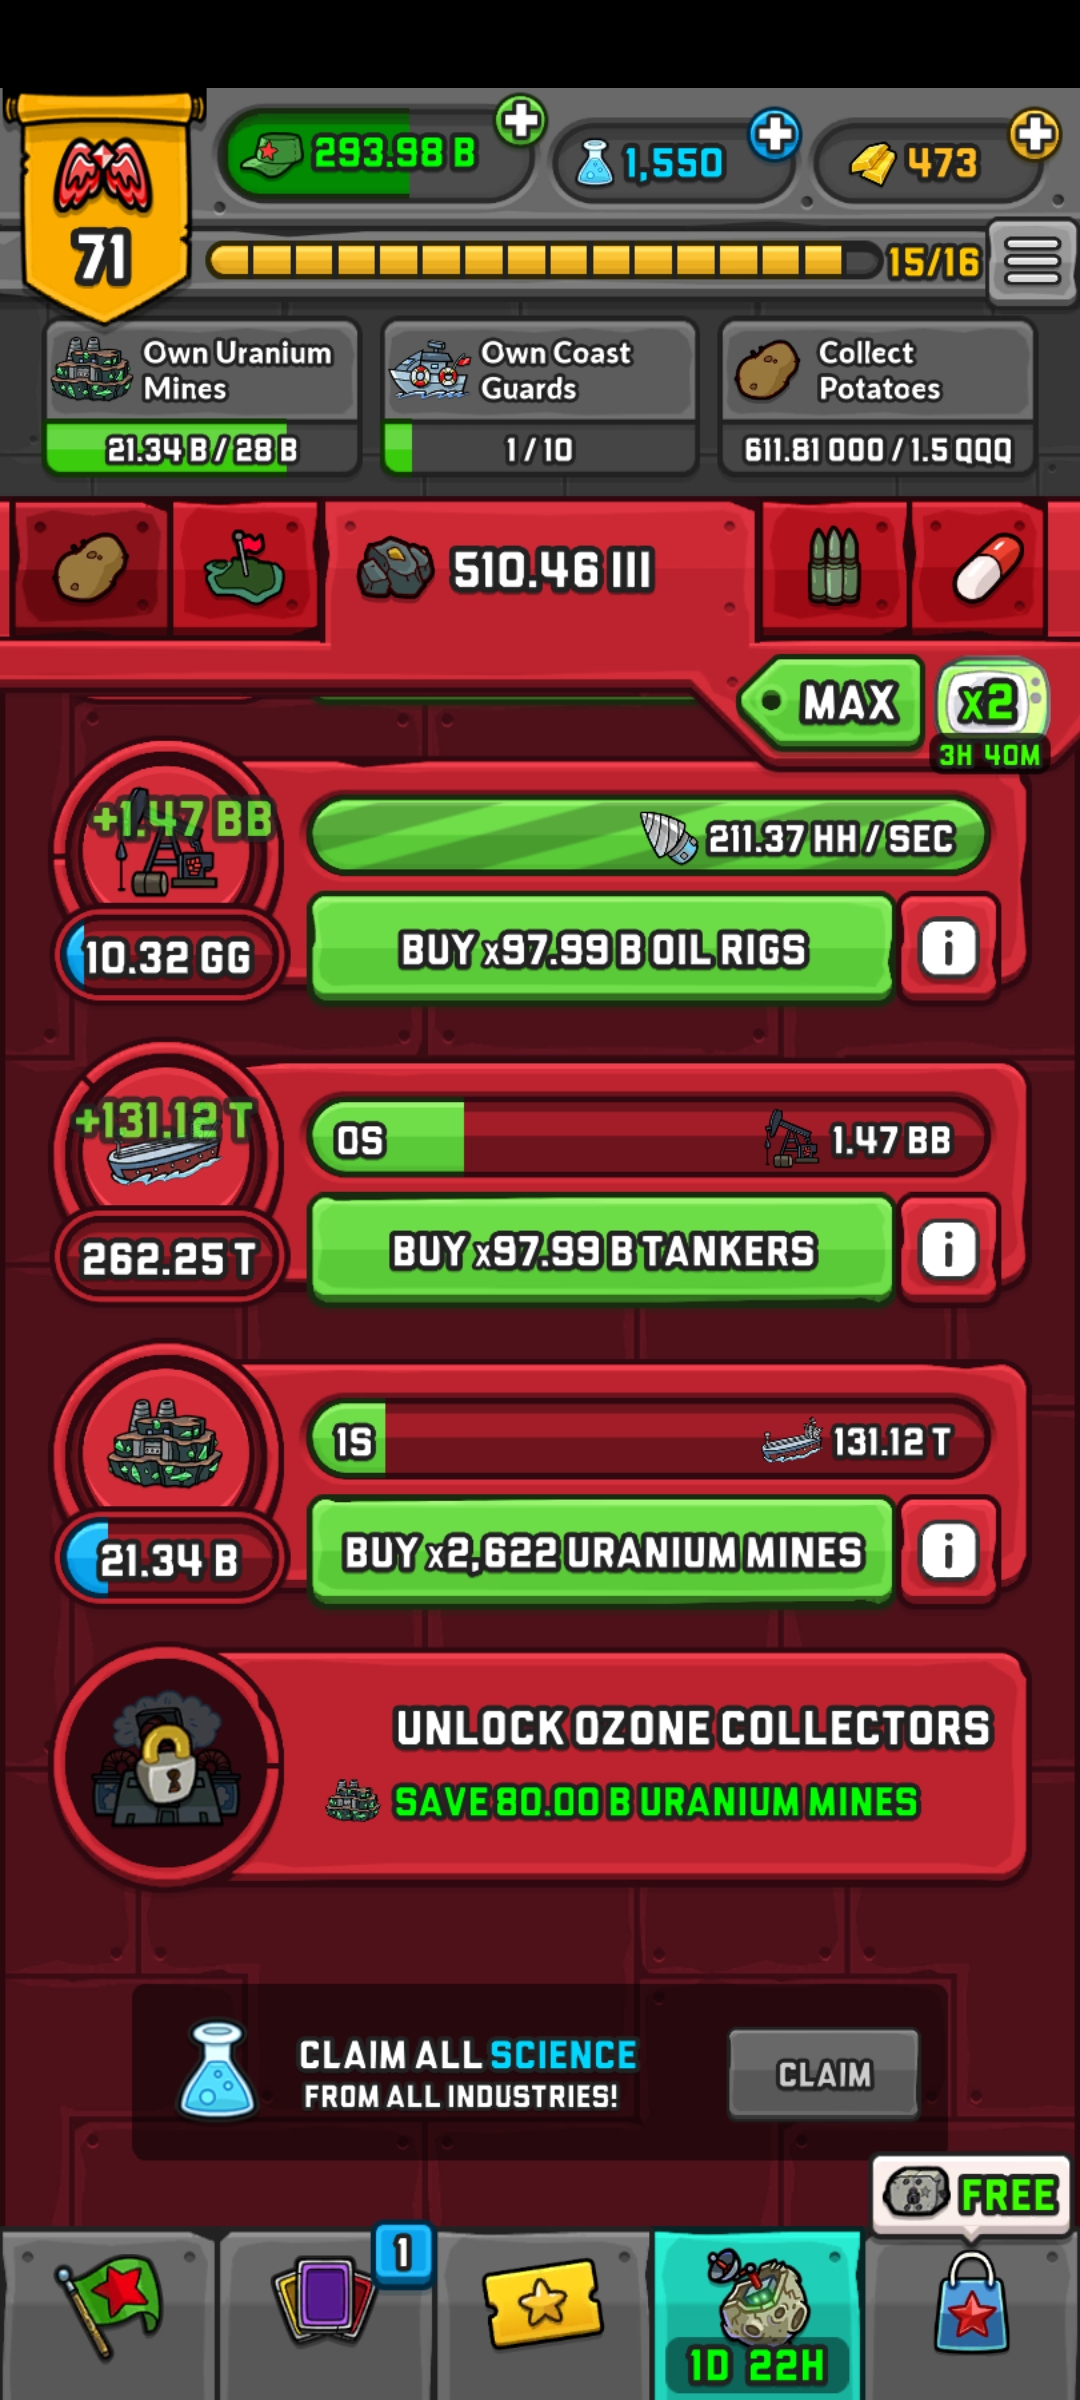 293.98 B
1,550
473
71
15/16
Own Uranium
Mines
21.34 B / 28 B
Own Coast
Guards
1 / 10
Collect
Potatoes
611.81 OOO / 1.5 QQQ
510.46 III
MAX
x2
3H 40M
+1.47 BB
211.37 HH / SEC
10.32 GG
BUY x97.99 B OIL RIGS
i
+131.12 T
0S
1.47 BB
262.25 T
BUY x97.99 B TANKERS
i
1S
131.12 T
21.34 B
BUY x2,622 URANIUM MINES
i
UNLOCK OZONE COLLECTORS
SAVE 80.00 B URANIUM MINES
CLAIM ALL SCIENCE
FROM ALL INDUSTRIES!
CLAIM
FREE
1
1D 22H